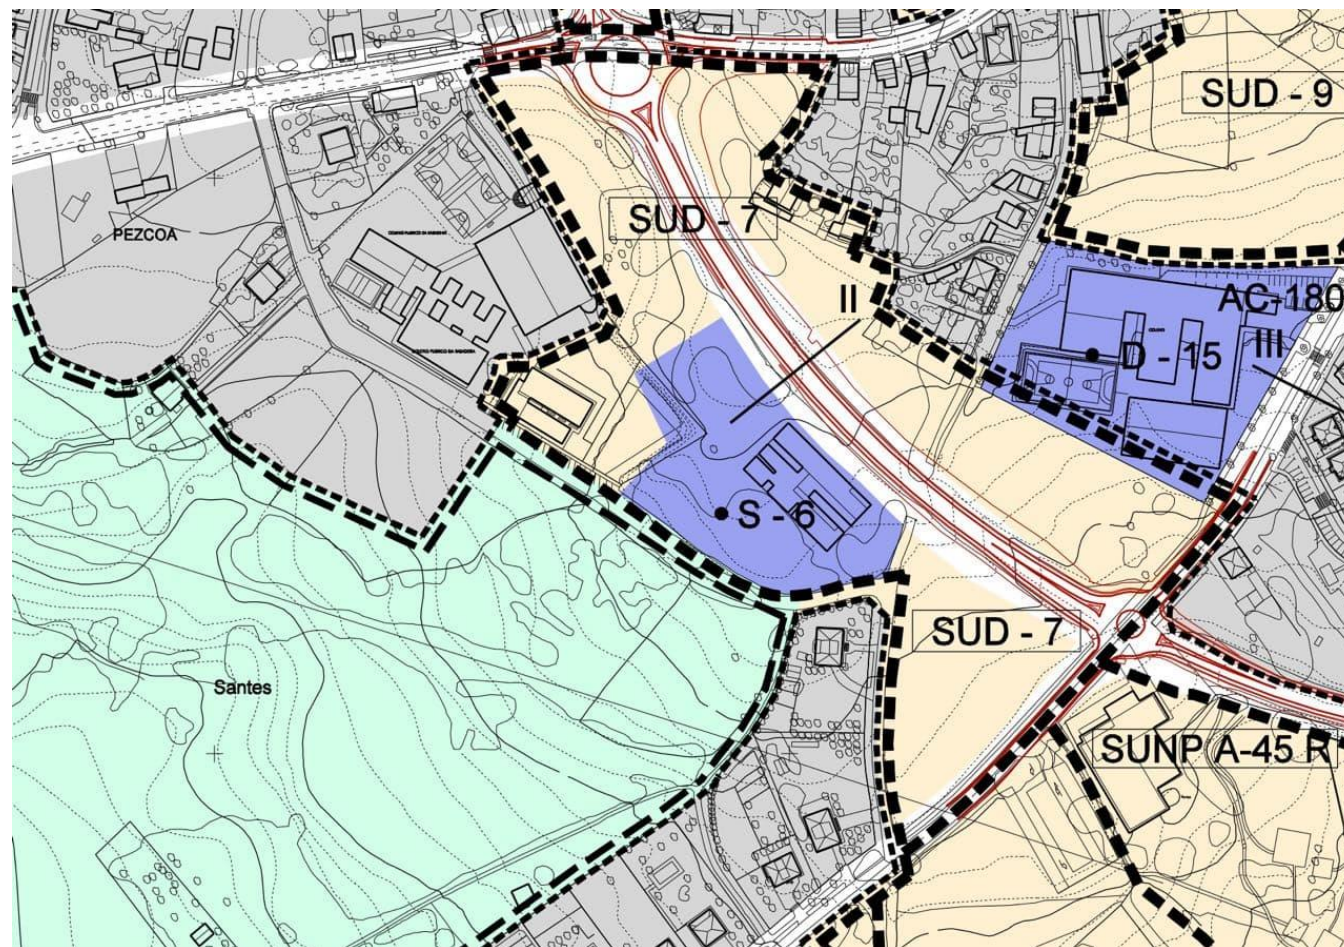 SUD - 9
SUD - 7
PEZCOA
II
AC-180
III
D - 15
S - 6
SUD - 7
Santes
SUNP A-45 R